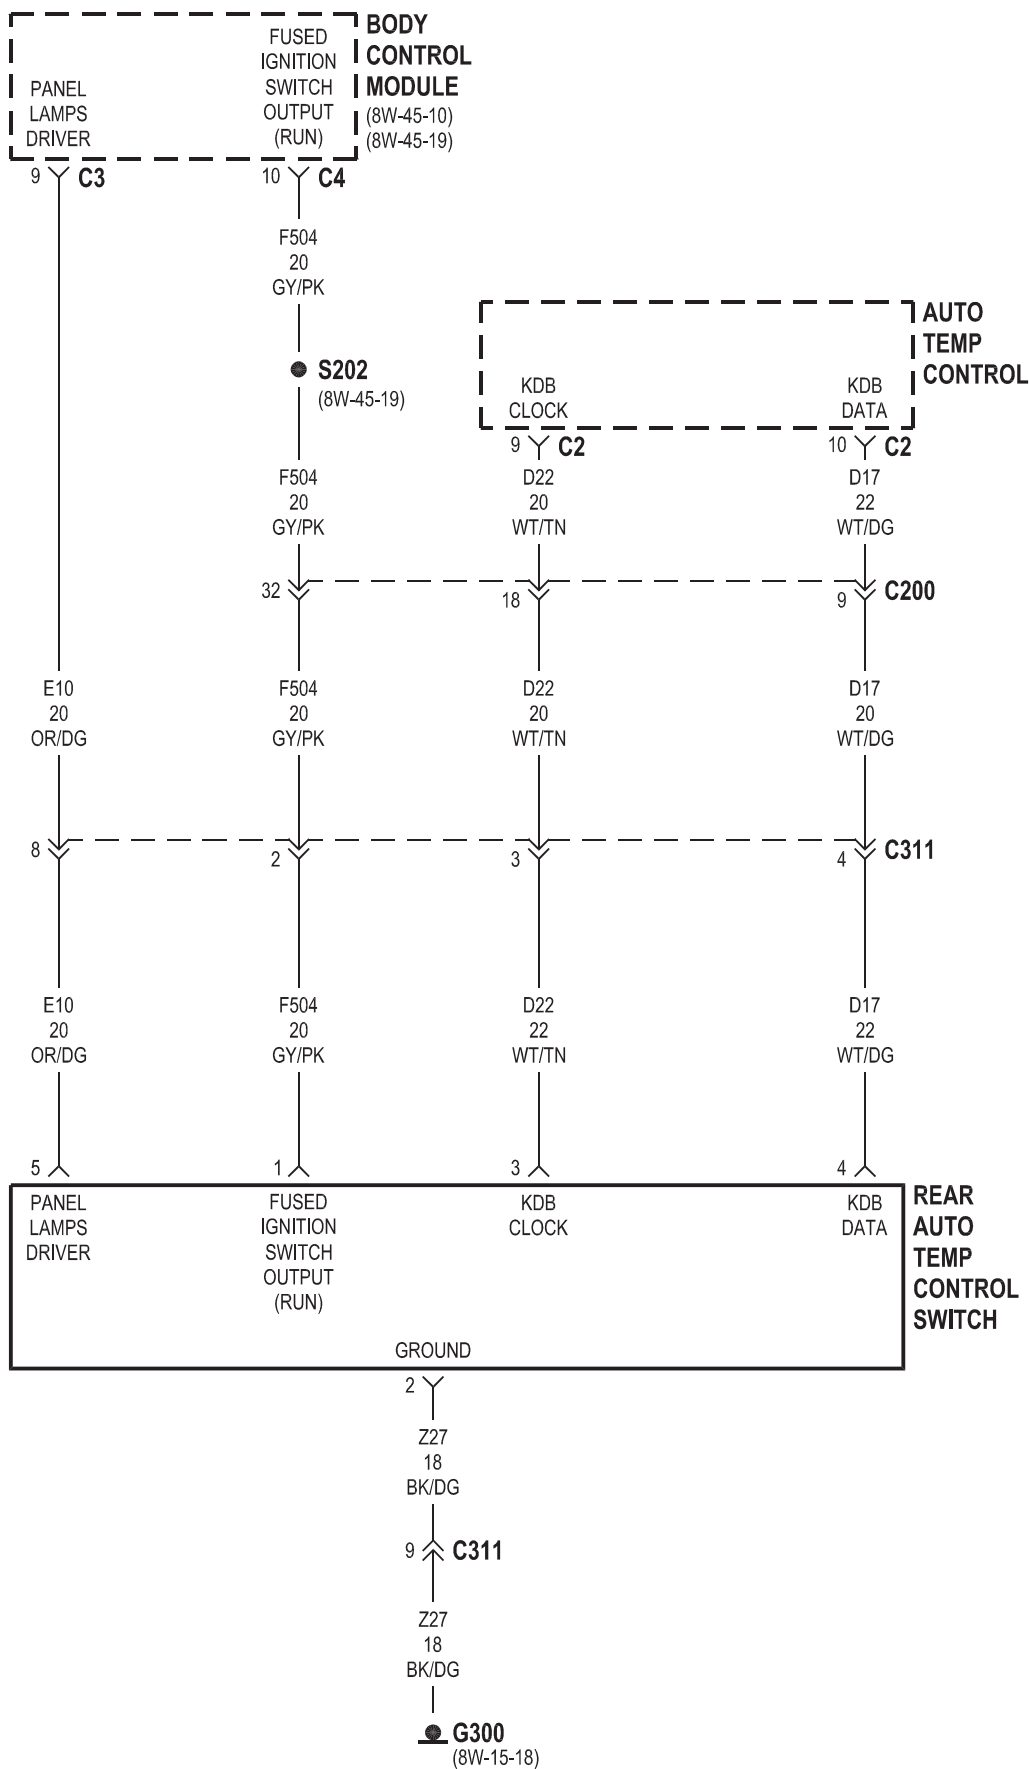 BODY
CONTROL
MODULE
(8W-45-10)
(8W-45-19)
PANEL
LAMPS
DRIVER
FUSED
IGNITION
SWITCH
OUTPUT
(RUN)
9 C3
10 C4
F504
20
GY/PK
S202
(8W-45-19)
AUTO
TEMP
CONTROL
KDB
CLOCK
KDB
DATA
9 C2
10 C2
F504
20
GY/PK
D22
20
WT/TN
D17
22
WT/DG
32
18
9
C200
E10
20
OR/DG
F504
20
GY/PK
D22
20
WT/TN
D17
20
WT/DG
8
2
3
4
C311
E10
20
OR/DG
F504
20
GY/PK
D22
22
WT/TN
D17
22
WT/DG
5
1
3
4
PANEL
LAMPS
DRIVER
FUSED
IGNITION
SWITCH
OUTPUT
(RUN)
KDB
CLOCK
KDB
DATA
REAR
AUTO
TEMP
CONTROL
SWITCH
GROUND
2
Z27
18
BK/DG
9 C311
Z27
18
BK/DG
G300
(8W-15-18)